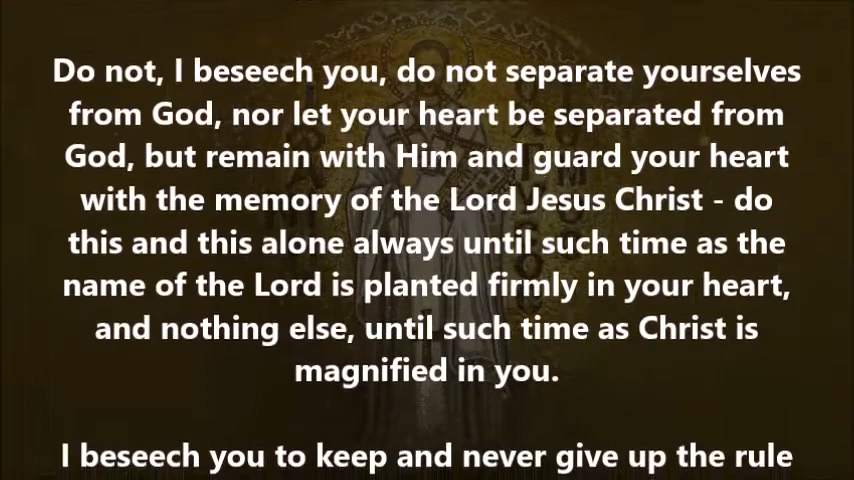 Do not, I beseech you, do not separate yourselves
from God, nor let your heart be separated from
God, but remain with Him and guard your heart
with the memory of the Lord Jesus Christ - do
this and this alone always until such time as the
name of the Lord is planted firmly in your heart,
and nothing else, until such time as Christ is
magnified in you.
I beseech you to keep and never give up the rule